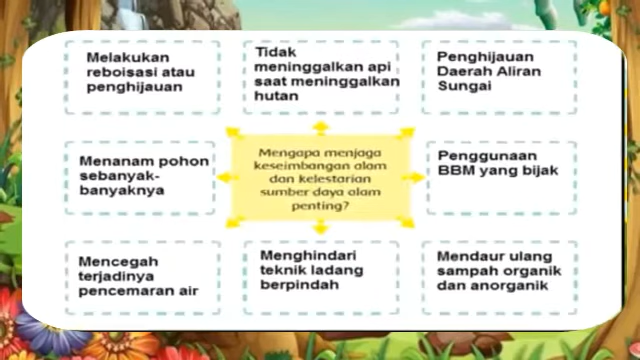 Melakukan
reboisasi atau
penghijauan
Tidak
meninggalkan api
saat meninggalkan
hutan
Penghijauan
Daerah Aliran
Sungai
Menanam pohon
sebanyak-
banyaknya
Mengapa menjaga
keseimbangan alam
dan kelestarian
sumber daya alam
penting?
Penggunaan
BBM yang bijak
Mencegah
terjadinya
pencemaran air
Menghindari
teknik ladang
berpindah
Mendaur ulang
sampah organik
dan anorganik